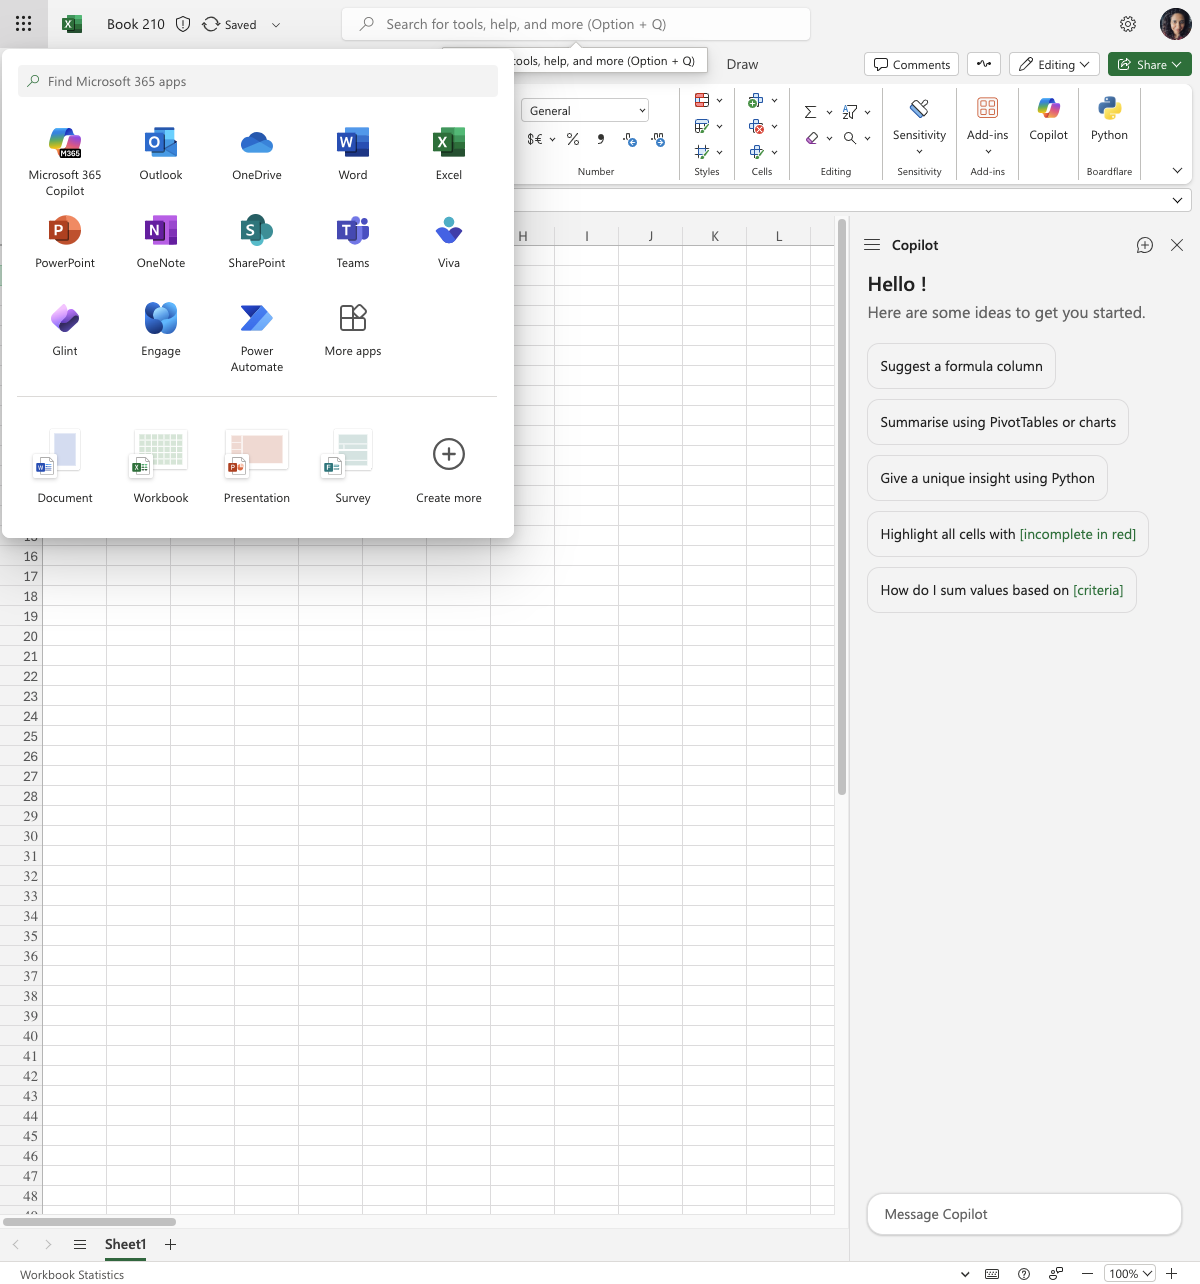 Book 210
Saved
Search for tools, help, and more (Option + Q)
tools, help, and more (Option + Q)
Draw
Comments
Editing
Share
Find Microsoft 365 apps
Microsoft 365
Copilot
Outlook
OneDrive
Word
Excel
PowerPoint
OneNote
SharePoint
Teams
Viva
Glint
Engage
Power
Automate
More apps
Document
Workbook
Presentation
Survey
Create more
General
$€
%
Number
Styles
Cells
Editing
Sensitivity
Sensitivity
Add-ins
Add-ins
Copilot
Python
Boardflare
H I J K L
Copilot
Hello !
Here are some ideas to get you started.
Suggest a formula column
Summarise using PivotTables or charts
Give a unique insight using Python
Highlight all cells with [incomplete in red]
How do I sum values based on [criteria]
Message Copilot
15
16
17
18
19
20
21
22
23
24
25
26
27
28
29
30
31
32
33
34
35
36
37
38
39
40
41
42
43
44
45
46
47
48
49
Sheet1
Workbook Statistics
100%